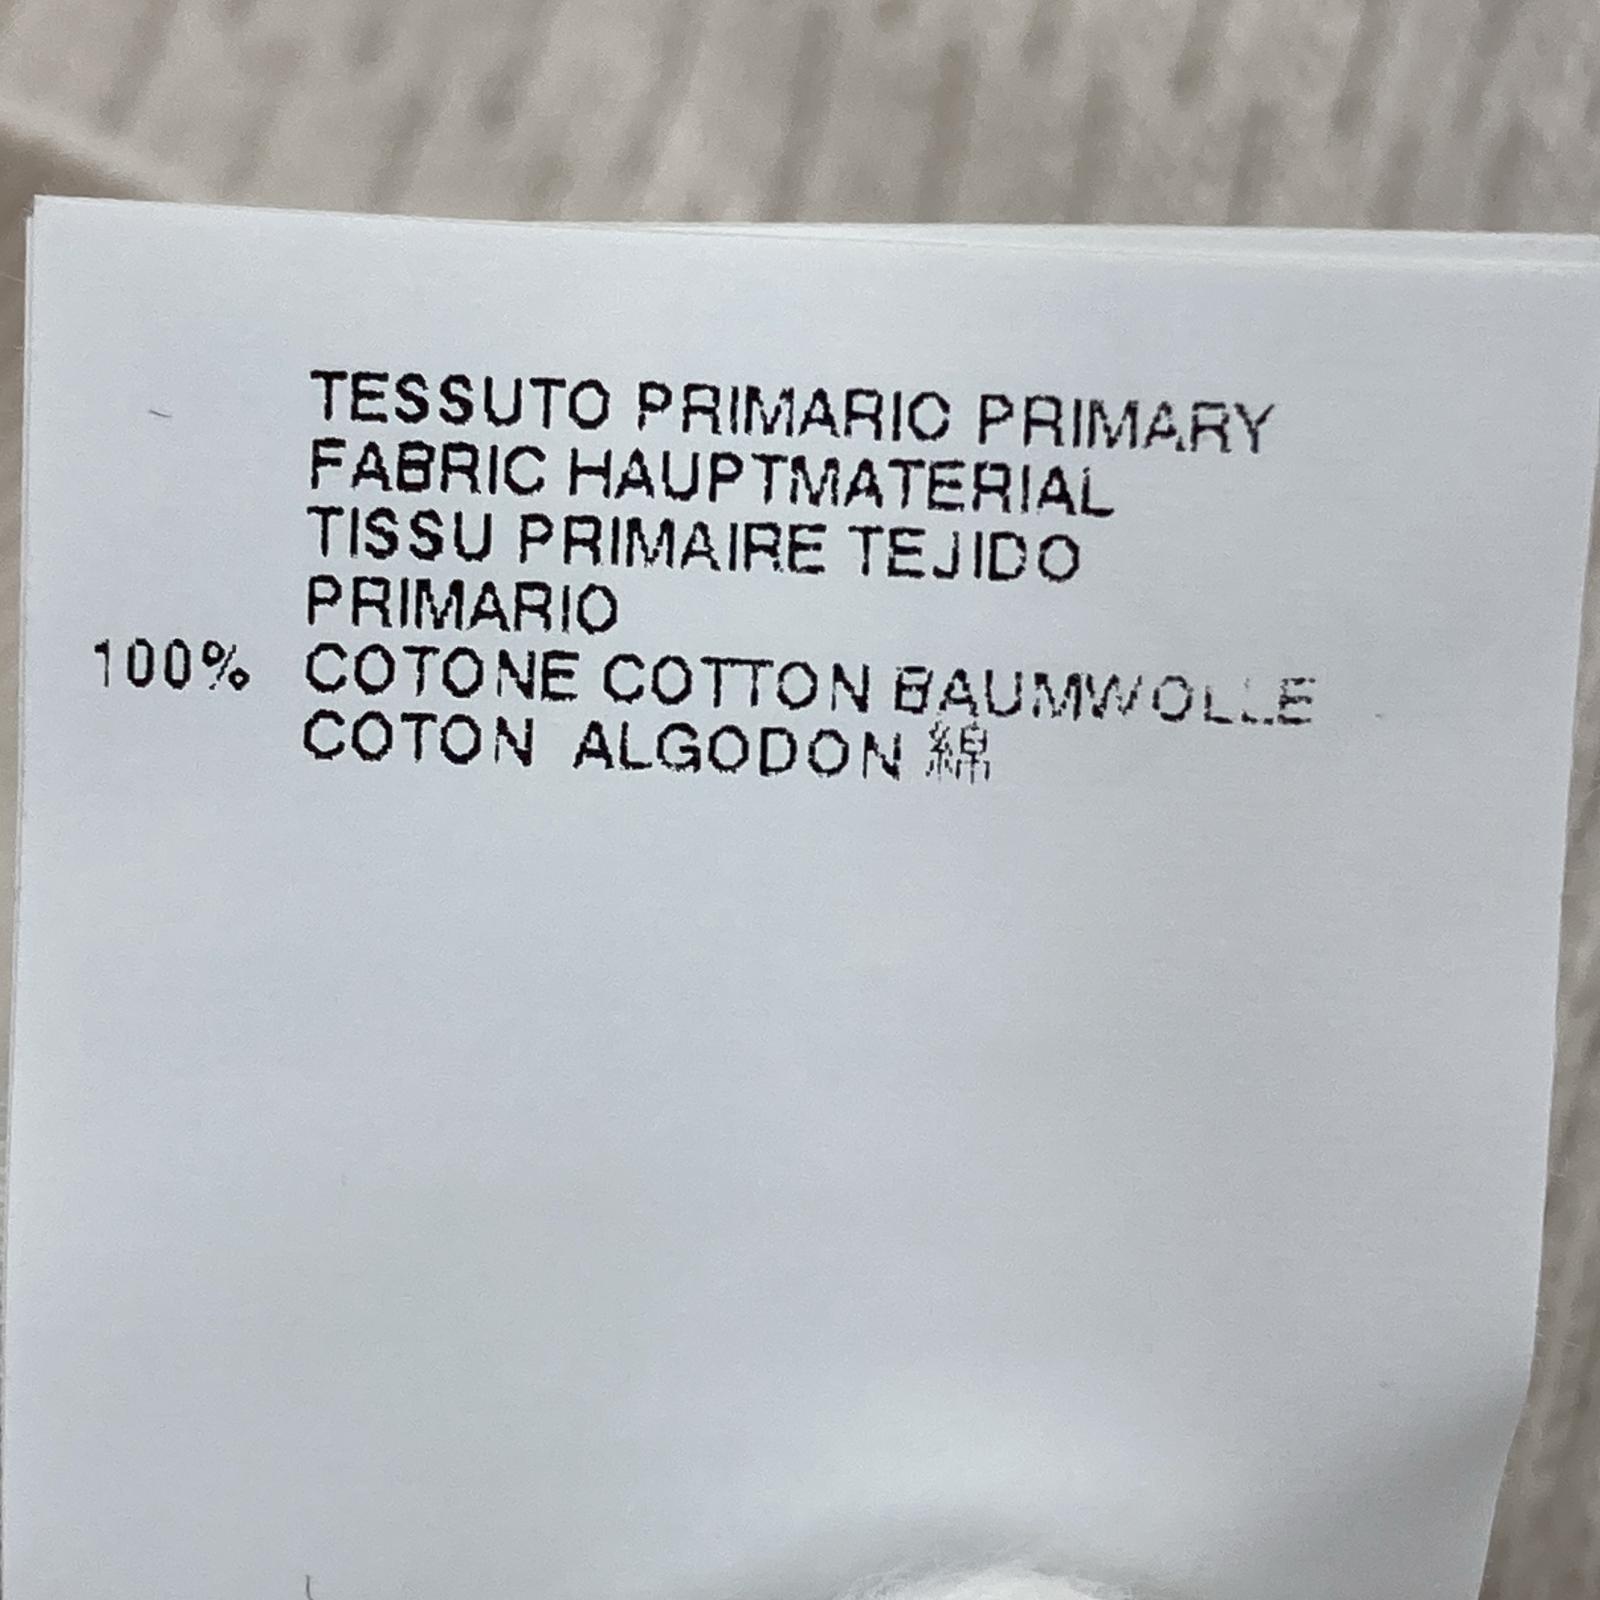 TESSUTO PRIMARIO PRIMARY
FABRIC HAUPTMATERIAL
TISSU PRIMAIRE TEJIDO
PRIMARIO
100% COTONE COTTON BAUMWOLLE
COTON ALGODON 綿